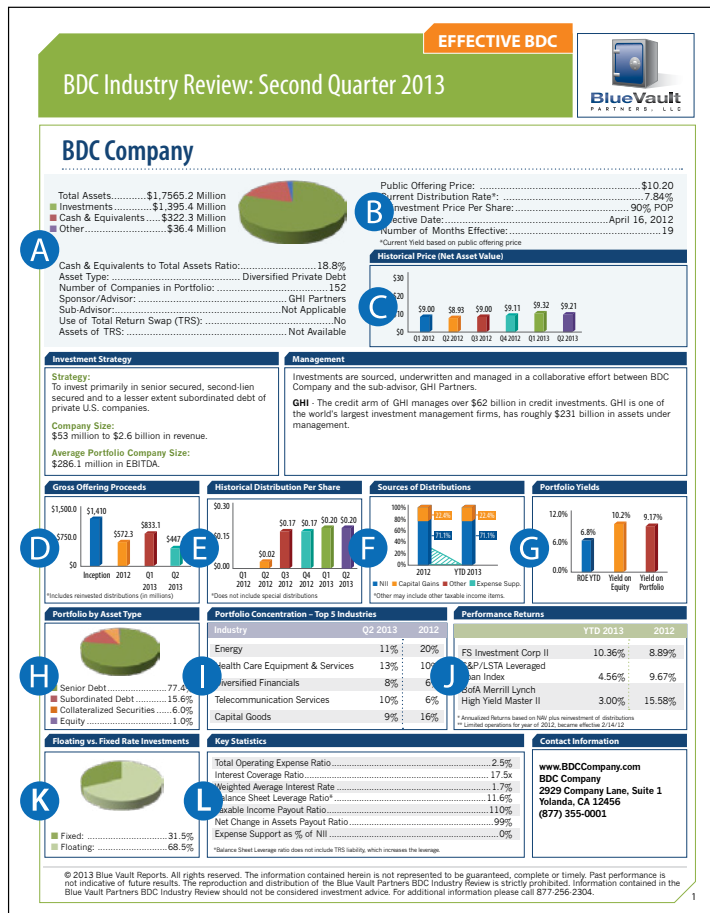 EFFECTIVE BDC
BDC Industry Review: Second Quarter 2013
BlueVault
PARTNERS, LLC
BDC Company
Total Assets.......$1,7565.2 Million
Investments...........$1,395.4 Million
Cash & Equivalents.....$322.3 Million
Other.....................$36.4 Million
A
Cash & Equivalents to Total Assets Ratio:...............18.8%
Asset Type: ........................ Diversified Private Debt
Number of Companies in Portfolio: ......................152
Sponsor/Advisor: .................................. GHI Partners
Sub-Advisor:....................................Not Applicable
Use of Total Return Swap (TRS): ..........................No
Assets of TRS: .................................. Not Available
B
Public Offering Price: ..................................$10.20
Current Distribution Rate*: ..............................7.84%
Price Per Share:.........................90% POP
Date:.............................April 16, 2012
Number of Months Effective:..............................19
*Current Yield based on public offering price
Historical Price (Net Asset Value)
C
$30
$10
$0
$9.00 $8.93 $9.00 $9.11 $9.32 $9.21
Q1 2012 Q2 2012 Q3 2012 Q4 2012 Q1 2013 Q2 2013
Investment Strategy
Strategy:
To invest primarily in senior secured, second-lien
secured and to a lesser extent subordinated debt of
private U.S. companies.
Company Size:
$53 million to $2.6 billion in revenue.
Average Portfolio Company Size:
$286.1 million in EBITDA.
Management
Investments are sourced, underwritten and managed in a collaborative effort between BDC
Company and the sub-advisor, GHI Partners.
GHI - The credit arm of GHI manages over $62 billion in credit investments. GHI is one of
the world's largest investment management firms, has roughly $231 billion in assets under
management.
Gross Offering Proceeds
D
$1,500.0
$750.0
$0
$1,410 $572.3 $833.1 $447
Inception 2012 Q1 2013 Q2 2013
*Includes reinvested distributions (in millions)
Historical Distribution Per Share
E
$0.30
$0.15
$0.00
$0.02 $0.17 $0.17 $0.20 $0.20
Q1 2012 Q2 2012 Q3 2012 Q4 2012 Q1 2013 Q2 2013
*Does not include special distributions
Sources of Distributions
F
100%
80%
60%
40%
20%
0%
22.4% 22.4%
71.1% 71.1%
2012 YTD 2013
NII Capital Gains Other Expense Supp.
*Other may include other taxable income items.
Portfolio Yields
G
12.0%
6.0%
0.0%
6.8% 10.2% 9.17%
ROE YTD Yield on Equity Yield on Portfolio
Portfolio by Asset Type
H
Senior Debt..................77.4%
Subordinated Debt.........15.6%
Collateralized Securities ..6.0%
Equity ..........................1.0%
Portfolio Concentration – Top 5 Industries
I
Industry Q2 2013 2012
Energy 11% 20%
Health Care Equipment & Services 13% 10%
Diversified Financials 8% 6%
Telecommunication Services 10% 6%
Capital Goods 9% 16%
Performance Returns
J
YTD 2013 2012
FS Investment Corp II 10.36% 8.89%
S&P/LSTA Leveraged
Loan Index 4.56% 9.67%
BofA Merrill Lynch
High Yield Master II 3.00% 15.58%
* Annualized Returns based on NAV plus reinvestment of distributions
** Limited operations for year of 2012, became effective 2/14/12
Floating vs. Fixed Rate Investments
K
Fixed: ..........................31.5%
Floating: .......................68.5%
Key Statistics
L
Total Operating Expense Ratio..........................2.5%
Interest Coverage Ratio..................................17.5x
Weighted Average Interest Rate ........................1.7%
Balance Sheet Leverage Ratio*..........................11.6%
Taxable Income Payout Ratio............................110%
Net Change in Assets Payout Ratio......................99%
Expense Support as % of NII ............................0%
*Balance Sheet Leverage ratio does not include TRS liability, which increases the leverage.
Contact Information
www.BDCCompany.com
BDC Company
2929 Company Lane, Suite 1
Yolanda, CA 12456
(877) 355-0001
© 2013 Blue Vault Reports. All rights reserved. The information contained herein is not represented to be guaranteed, complete or timely. Past performance is
not indicative of future results. The reproduction and distribution of the Blue Vault Partners BDC Industry Review is strictly prohibited. Information contained in the
Blue Vault Partners BDC Industry Review should not be considered investment advice. For additional information please call 877-256-2304.
1